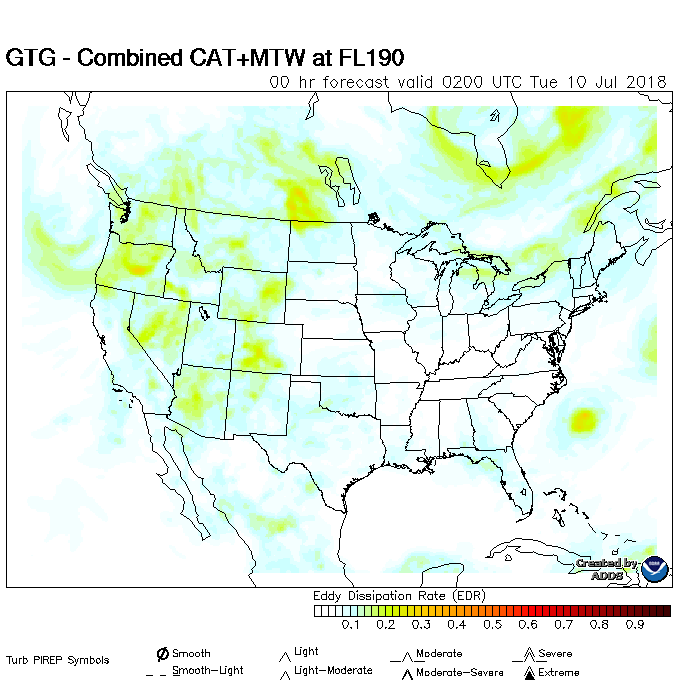 GTG - Combined CAT+MTW at FL190
00 hr forecast valid 0200 UTC Tue 10 Jul 2018
Created by
ADDS
Eddy Dissipation Rate (EDR)
0.1 0.2 0.3 0.4 0.5 0.6 0.7 0.8 0.9
Turb PIREP Symbols
Smooth Light Moderate Severe
Smooth-Light Light-Moderate Moderate-Severe Extreme